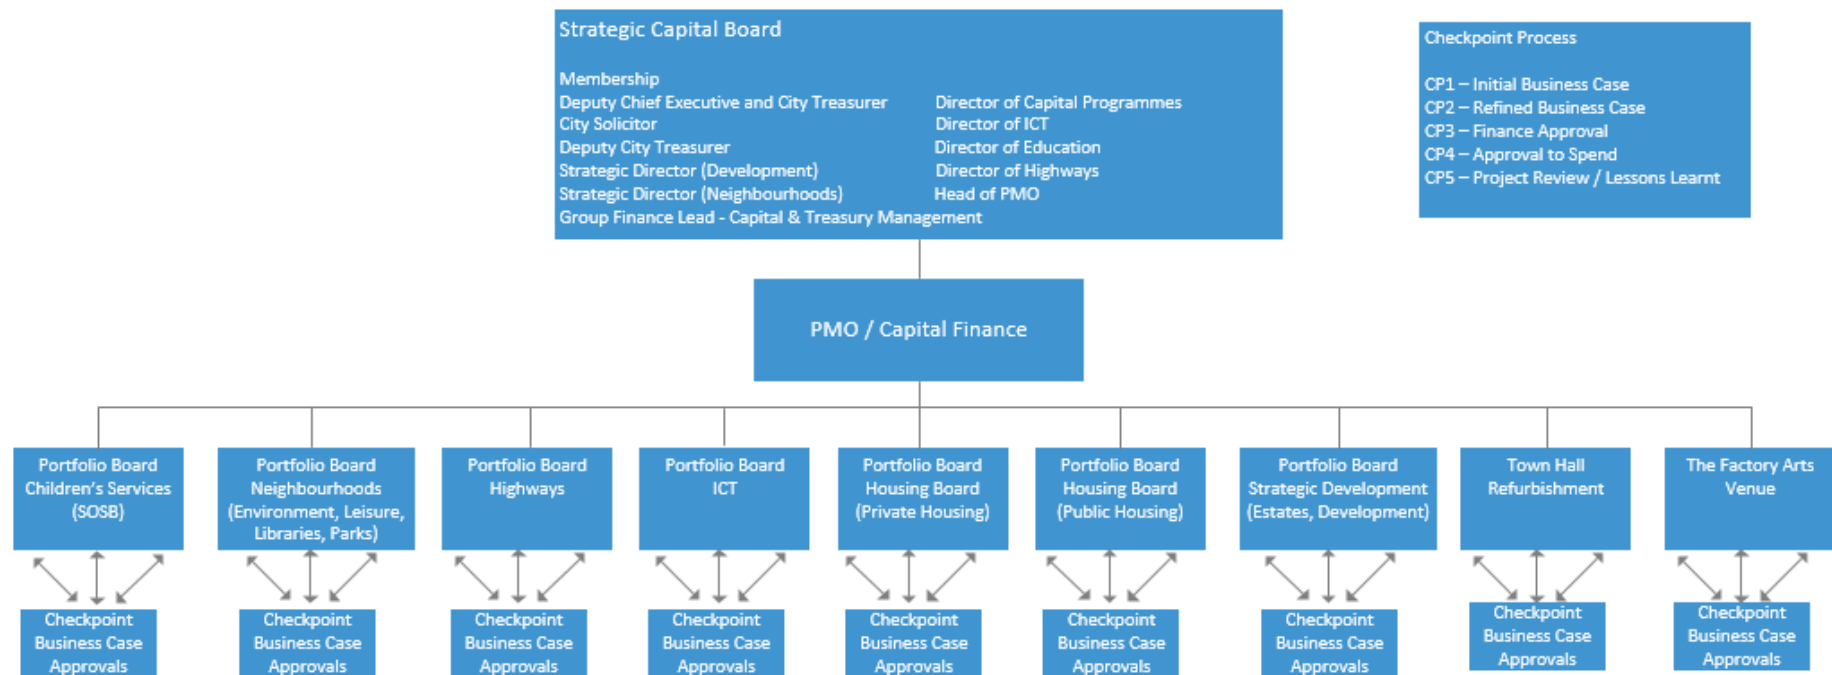 Strategic Capital Board
Membership
Deputy Chief Executive and City Treasurer Director of Capital Programmes
City Solicitor Director of ICT
Deputy City Treasurer Director of Education
Strategic Director (Development) Director of Highways
Strategic Director (Neighbourhoods) Head of PMO
Group Finance Lead - Capital & Treasury Management
Checkpoint Process
CP1 – Initial Business Case
CP2 – Refined Business Case
CP3 – Finance Approval
CP4 – Approval to Spend
CP5 – Project Review / Lessons Learnt
PMO / Capital Finance
Portfolio Board
Children's Services
(SOSB)
Portfolio Board
Neighbourhoods
(Environment, Leisure,
Libraries, Parks)
Portfolio Board
Highways
Portfolio Board
ICT
Portfolio Board
Housing Board
(Private Housing)
Portfolio Board
Housing Board
(Public Housing)
Portfolio Board
Strategic Development
(Estates, Development)
Town Hall
Refurbishment
The Factory Arts
Venue
Checkpoint
Business Case
Approvals
Checkpoint
Business Case
Approvals
Checkpoint
Business Case
Approvals
Checkpoint
Business Case
Approvals
Checkpoint
Business Case
Approvals
Checkpoint
Business Case
Approvals
Checkpoint
Business Case
Approvals
Checkpoint
Business Case
Approvals
Checkpoint
Business Case
Approvals